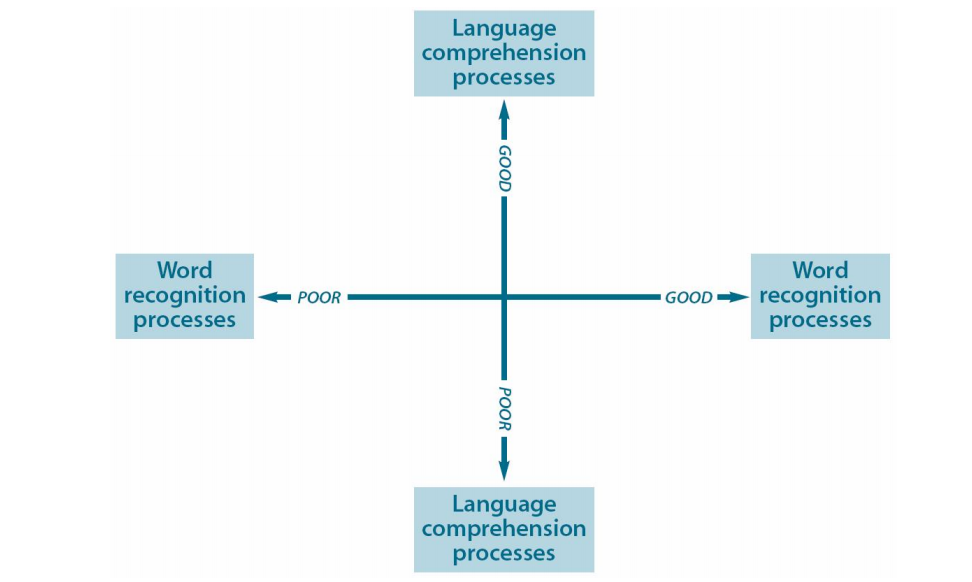 Language
comprehension
processes
GOOD
Word
recognition
processes
POOR
GOOD
Word
recognition
processes
POOR
Language
comprehension
processes